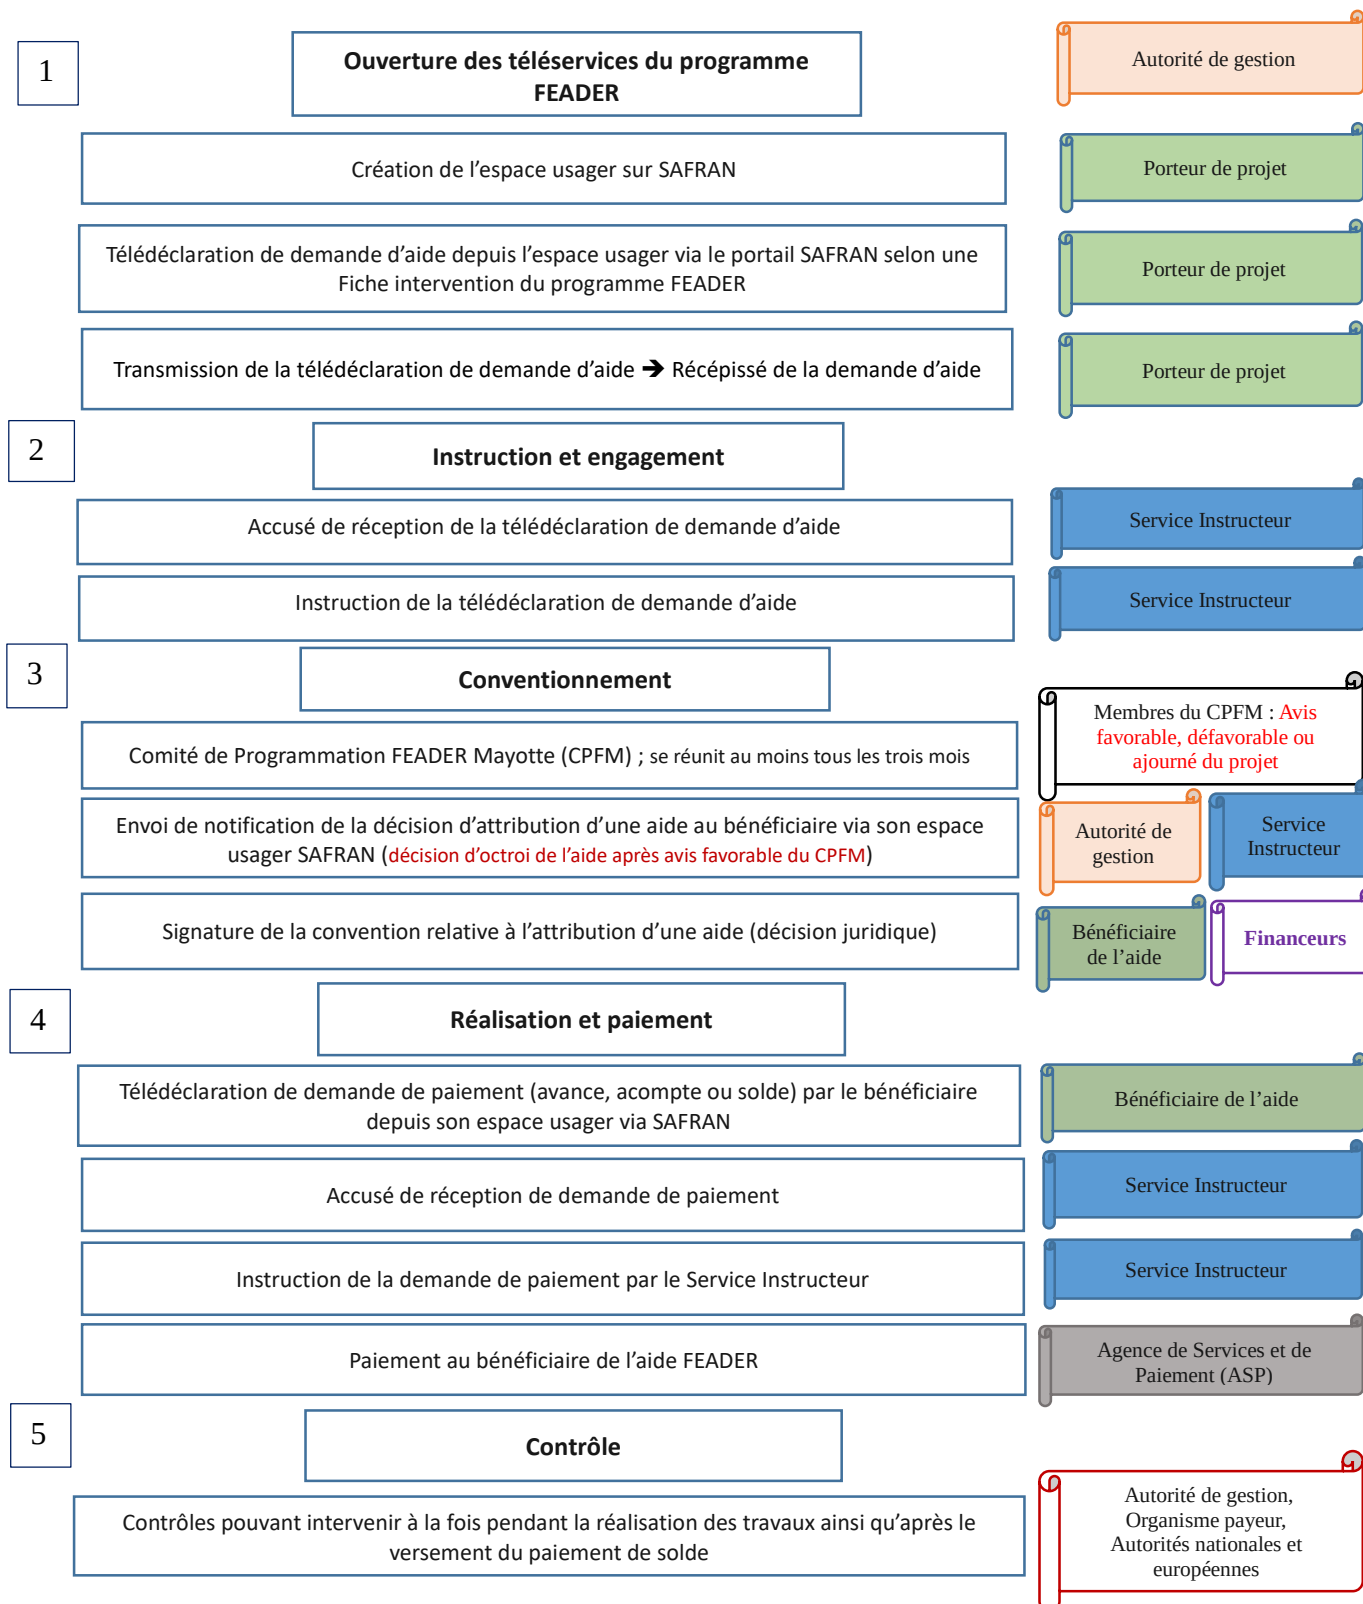 1
Ouverture des téléservices du programme
FEADER
Autorité de gestion
Création de l'espace usager sur SAFRAN
Porteur de projet
Télédéclaration de demande d'aide depuis l'espace usager via le portail SAFRAN selon une
Fiche intervention du programme FEADER
Porteur de projet
Transmission de la télédéclaration de demande d'aide ➔ Récépissé de la demande d'aide
Porteur de projet
2
Instruction et engagement
Accusé de réception de la télédéclaration de demande d'aide
Service Instructeur
Instruction de la télédéclaration de demande d'aide
Service Instructeur
3
Conventionnement
Comité de Programmation FEADER Mayotte (CPFM) ; se réunit au moins tous les trois mois
Membres du CPFM : Avis
favorable, défavorable ou
ajourné du projet
Envoi de notification de la décision d'attribution d'une aide au bénéficiaire via son espace
usager SAFRAN (décision d'octroi de l'aide après avis favorable du CPFM)
Autorité de
gestion
Service
Instructeur
Signature de la convention relative à l'attribution d'une aide (décision juridique)
Bénéficiaire
de l'aide
Financeurs
4
Réalisation et paiement
Télédéclaration de demande de paiement (avance, acompte ou solde) par le bénéficiaire
depuis son espace usager via SAFRAN
Bénéficiaire de l'aide
Accusé de réception de demande de paiement
Service Instructeur
Instruction de la demande de paiement par le Service Instructeur
Service Instructeur
Paiement au bénéficiaire de l'aide FEADER
Agence de Services et de
Paiement (ASP)
5
Contrôle
Contrôles pouvant intervenir à la fois pendant la réalisation des travaux ainsi qu'après le
versement du paiement de solde
Autorité de gestion,
Organisme payeur,
Autorités nationales et
européennes